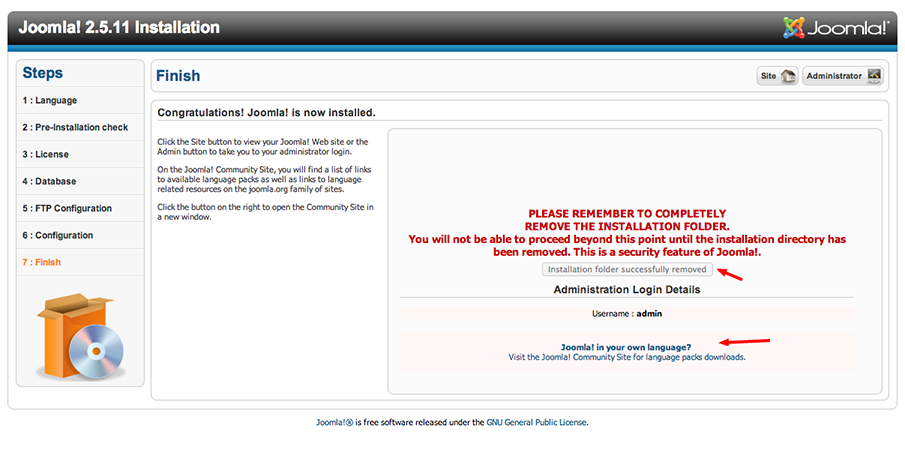 Joomla! 2.5.11 Installation
Joomla!®
Steps
1 : Language
2 : Pre-Installation check
3 : License
4 : Database
5 : FTP Configuration
6 : Configuration
7 : Finish
Finish
Site
Administrator
Congratulations! Joomla! is now installed.
Click the Site button to view your Joomla! Web site or the
Admin button to take you to your administrator login.
On the Joomla! Community Site, you will find a list of links
to available language packs as well as links to language
related resources on the joomla.org family of sites.
Click the button on the right to open the Community Site in
a new window.
PLEASE REMEMBER TO COMPLETELY
REMOVE THE INSTALLATION FOLDER.
You will not be able to proceed beyond this point until the installation directory has
been removed. This is a security feature of Joomla!.
Installation folder successfully removed
Administration Login Details
Username : admin
Joomla! in your own language?
Visit the Joomla! Community Site for language packs downloads.
Joomla!® is free software released under the GNU General Public License.